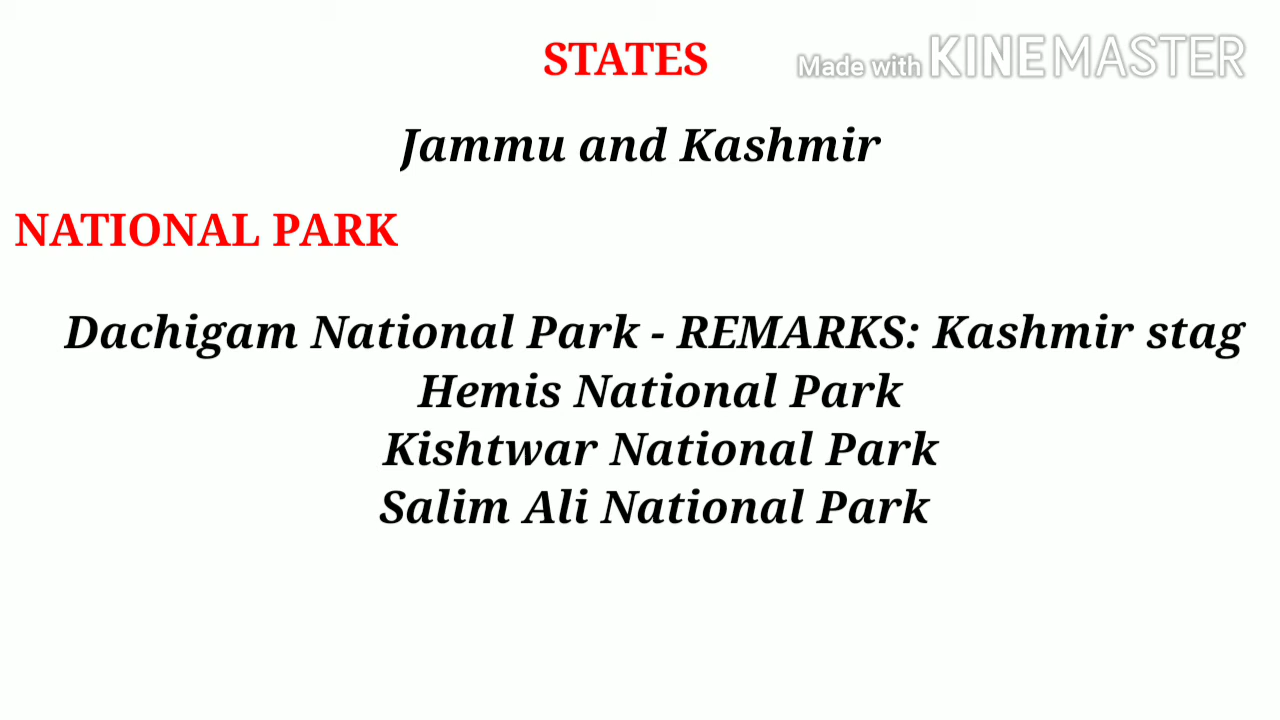 STATES
Made with KINEMASTER
Jammu and Kashmir
NATIONAL PARK
Dachigam National Park - REMARKS: Kashmir stag
Hemis National Park
Kishtwar National Park
Salim Ali National Park